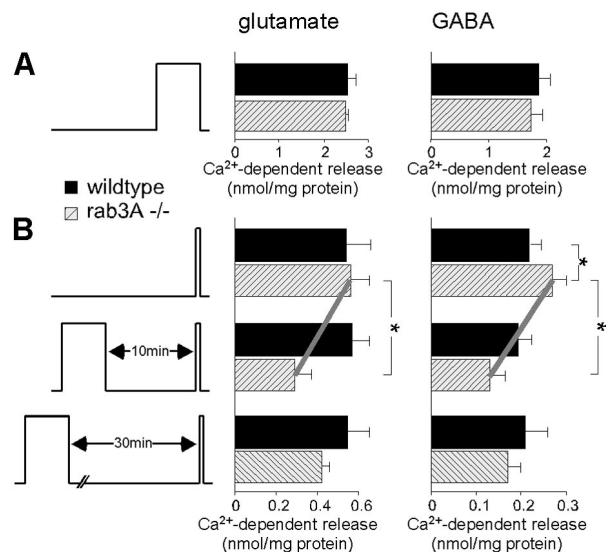 glutamate GABA
A
0 1 2 3
0 1 2
Ca²⁺-dependent release
(nmol/mg protein)
Ca²⁺-dependent release
(nmol/mg protein)
wildtype
rab3A -/-
B
*
*
*
10min
30min
0 0.2 0.4 0.6
0 0.1 0.2 0.3
Ca²⁺-dependent release
(nmol/mg protein)
Ca²⁺-dependent release
(nmol/mg protein)